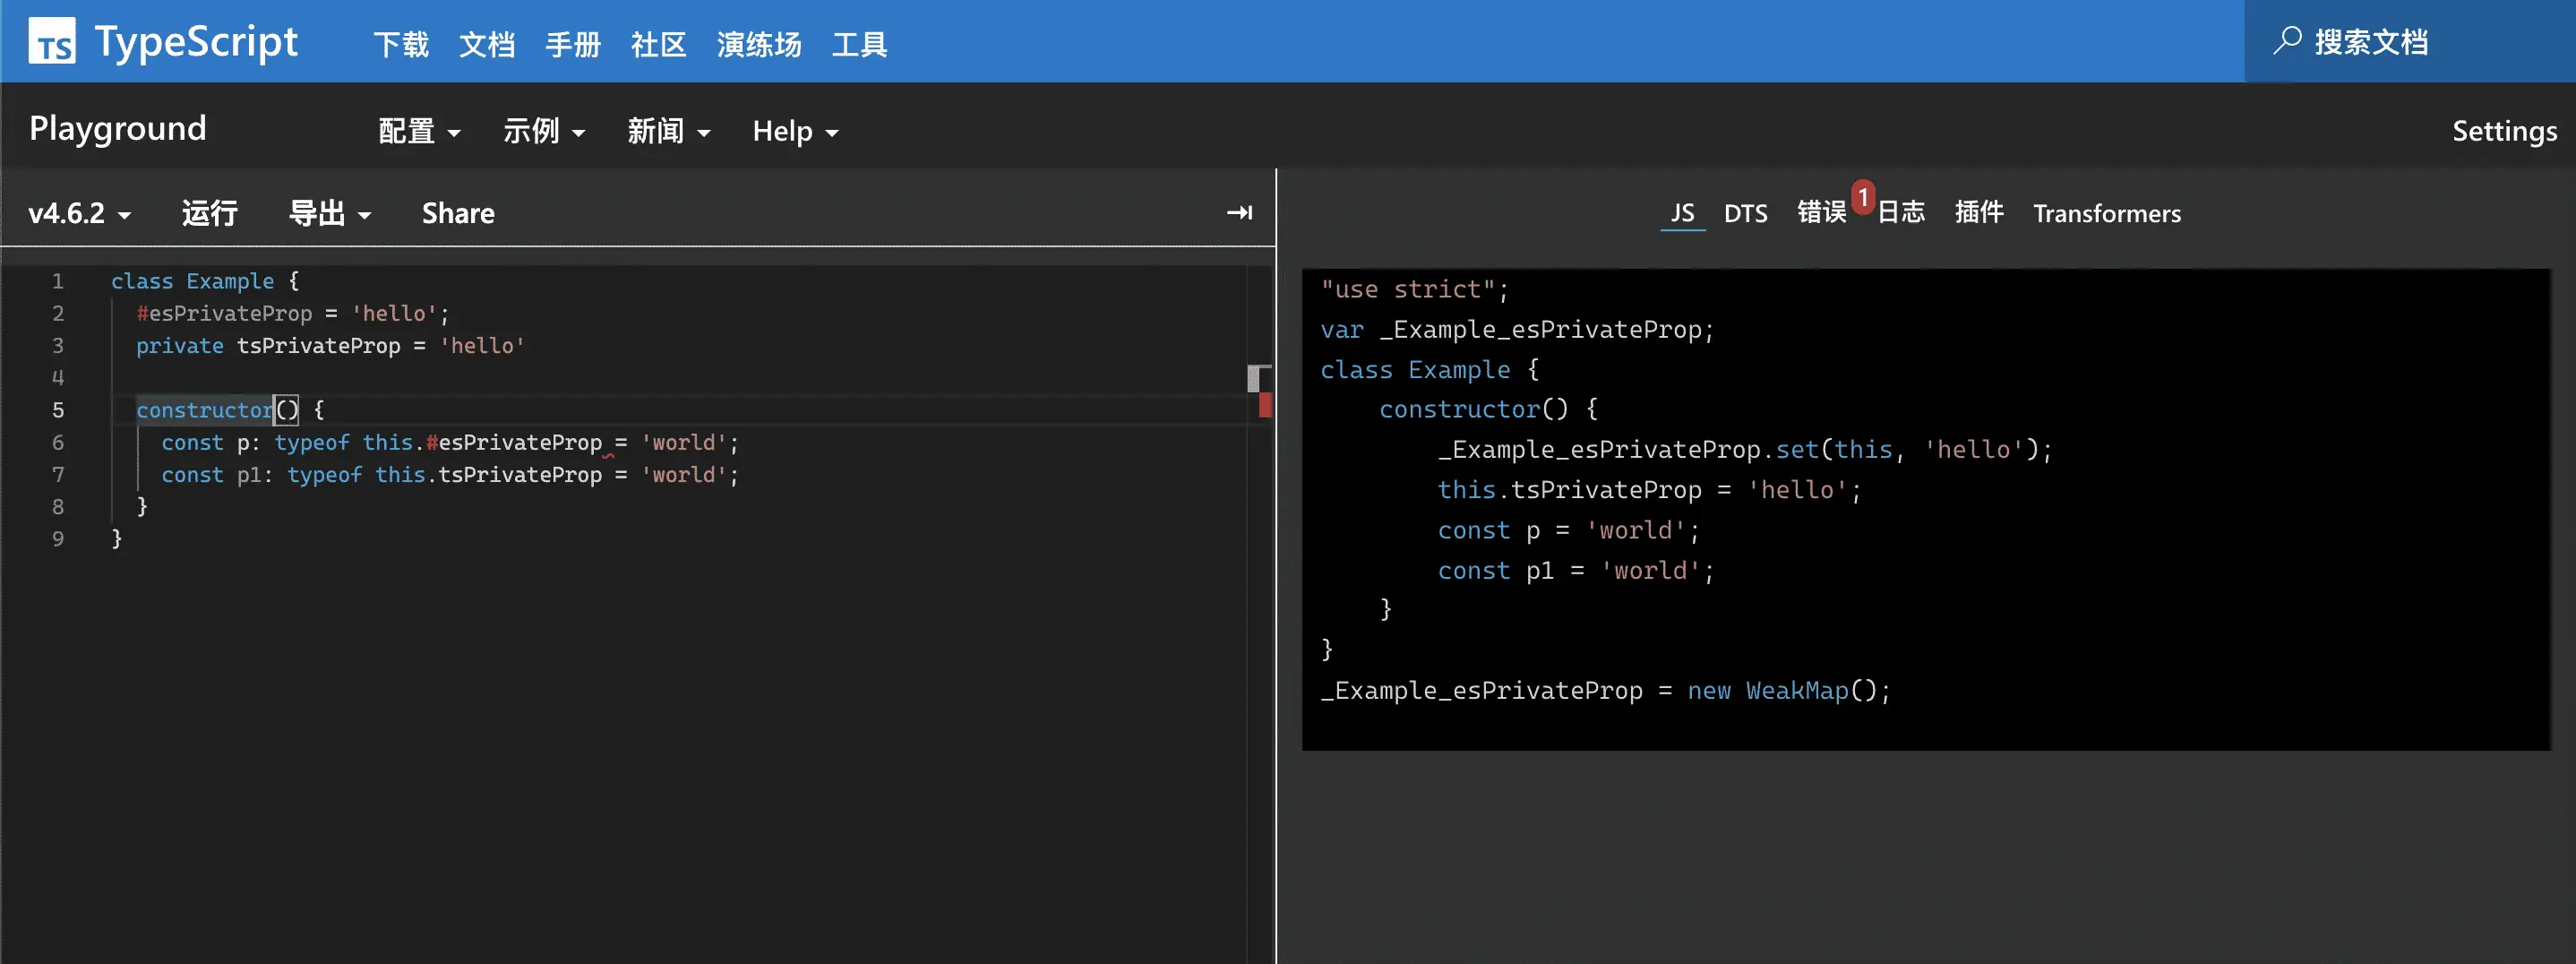 TS TypeScript 下载 文档 手册 社区 演练场 工具 搜索文档
Playground 配置 示例 新闻 Help Settings
v4.6.2 运行 导出 Share
JS DTS 错误 1 日志 插件 Transformers
1 class Example {
2 #esPrivateProp = 'hello';
3 private tsPrivateProp = 'hello'
4
5 constructor() {
6 const p: typeof this.#esPrivateProp = 'world';
7 const p1: typeof this.tsPrivateProp = 'world';
8 }
9 }
"use strict";
var _Example_esPrivateProp;
class Example {
constructor() {
_Example_esPrivateProp.set(this, 'hello');
this.tsPrivateProp = 'hello';
const p = 'world';
const p1 = 'world';
}
}
_Example_esPrivateProp = new WeakMap();